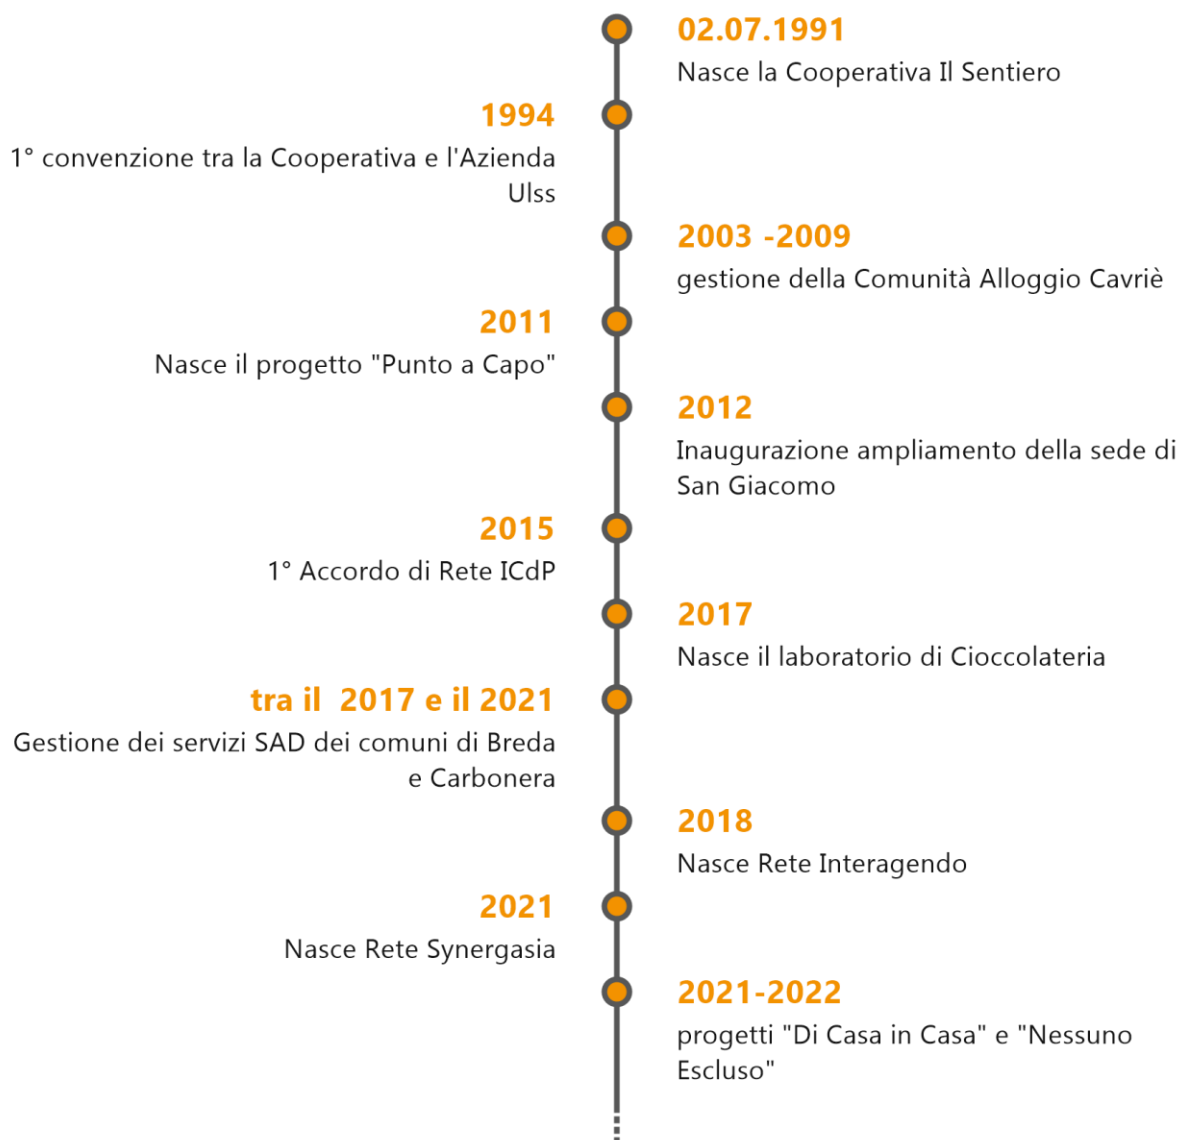 02.07.1991
Nasce la Cooperativa Il Sentiero
1994
1° convenzione tra la Cooperativa e l'Azienda
Ulss
2003 -2009
gestione della Comunità Alloggio Cavriè
2011
Nasce il progetto "Punto a Capo"
2012
Inaugurazione ampliamento della sede di
San Giacomo
2015
1° Accordo di Rete ICdP
2017
Nasce il laboratorio di Cioccolateria
tra il  2017 e il 2021
Gestione dei servizi SAD dei comuni di Breda
e Carbonera
2018
Nasce Rete Interagendo
2021
Nasce Rete Synergasia
2021-2022
progetti "Di Casa in Casa" e "Nessuno
Escluso"